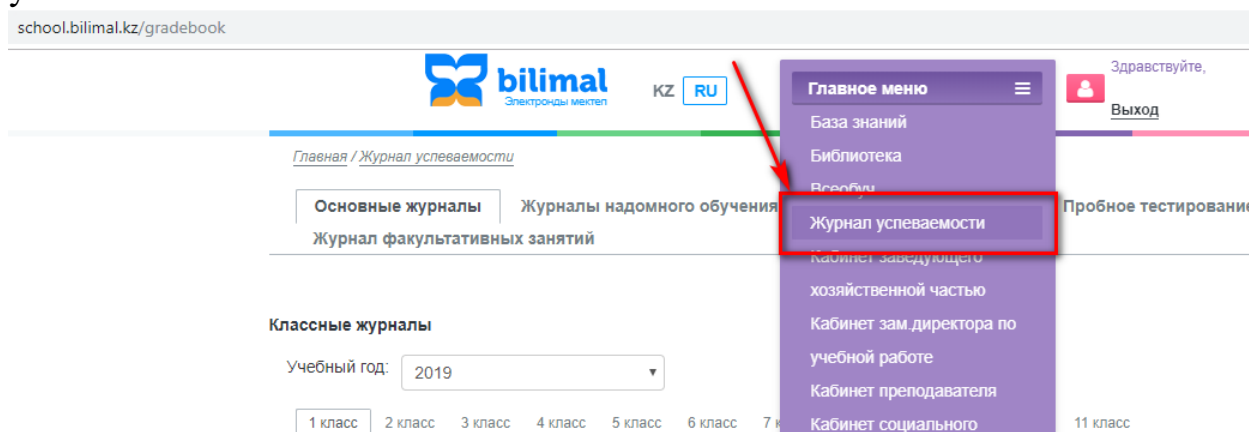 school.bilimal.kz/gradebook
bilimal
Электронды мектеп
KZ RU
Главное меню
Здравствуйте,
Выход
База знаний
Библиотека
Всеобуч
Журнал успеваемости
Кабинет заведующего
хозяйственной частью
Кабинет зам.директора по
учебной работе
Кабинет преподавателя
Кабинет социального
Главная / Журнал успеваемости
Основные журналы Журналы надомного обучения Пробное тестирование
Журнал факультативных занятий
Классные журналы
Учебный год: 2019
1 класс 2 класс 3 класс 4 класс 5 класс 6 класс 7 11 класс